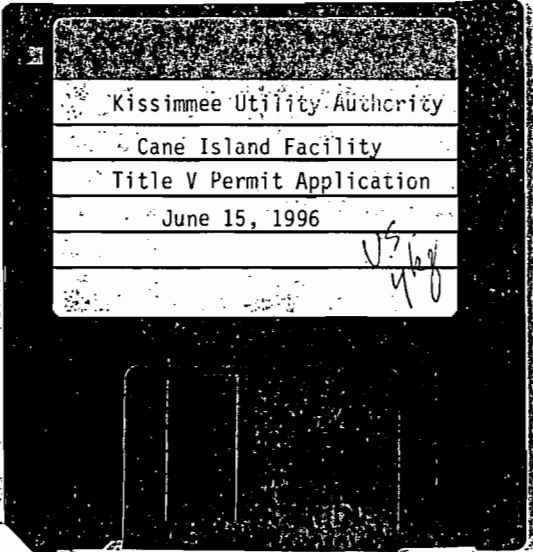 Kissimmee Utility Authority
Cane Island Facility
Title V Permit Application
June 15, 1996